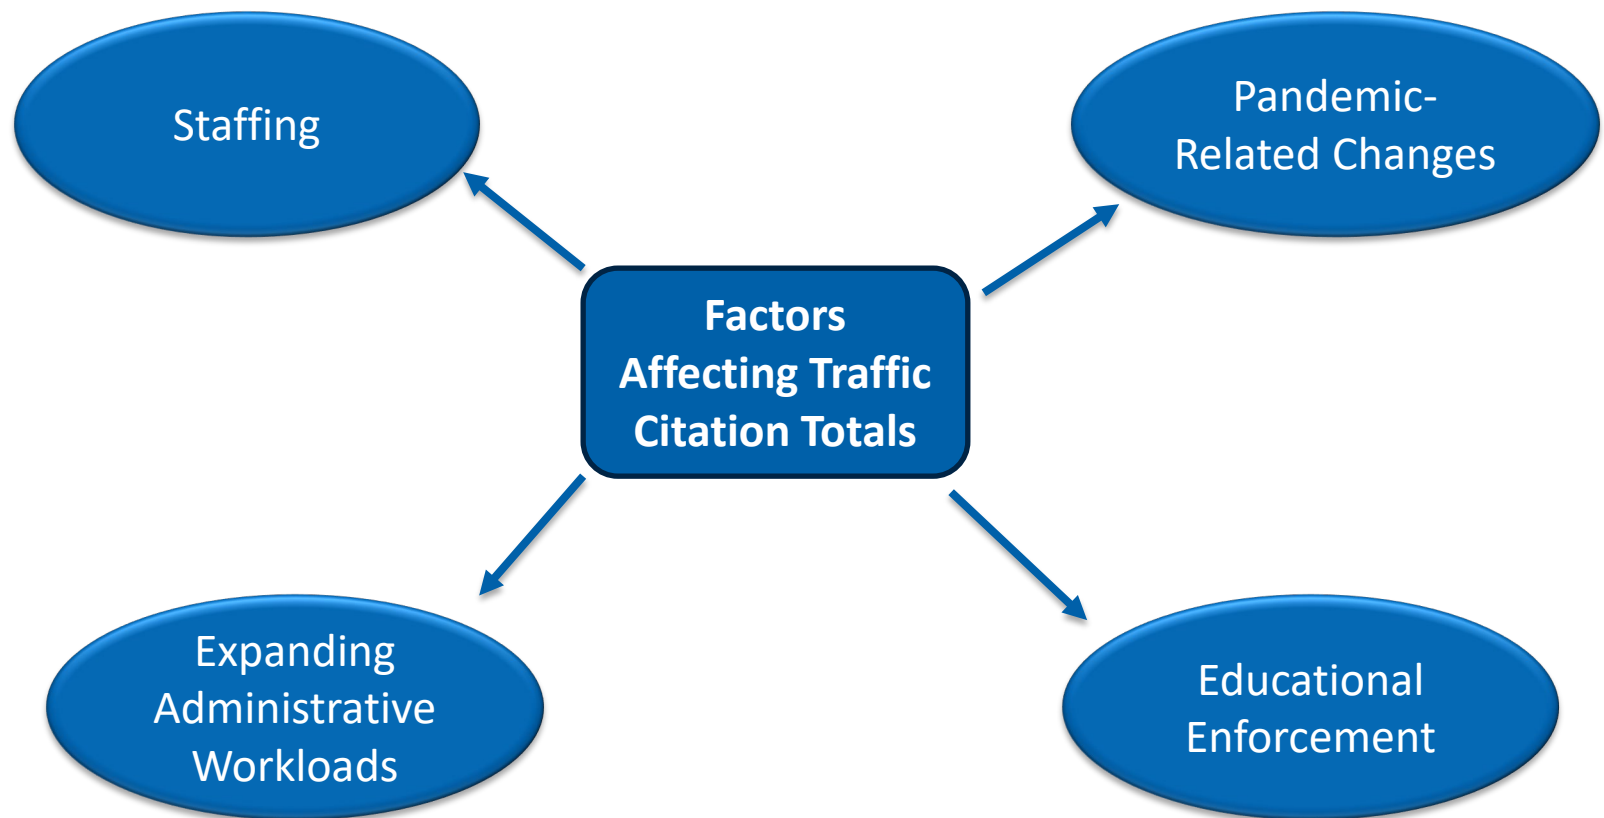 Staffing
Pandemic-
Related Changes
Factors
Affecting Traffic
Citation Totals
Expanding
Administrative
Workloads
Educational
Enforcement